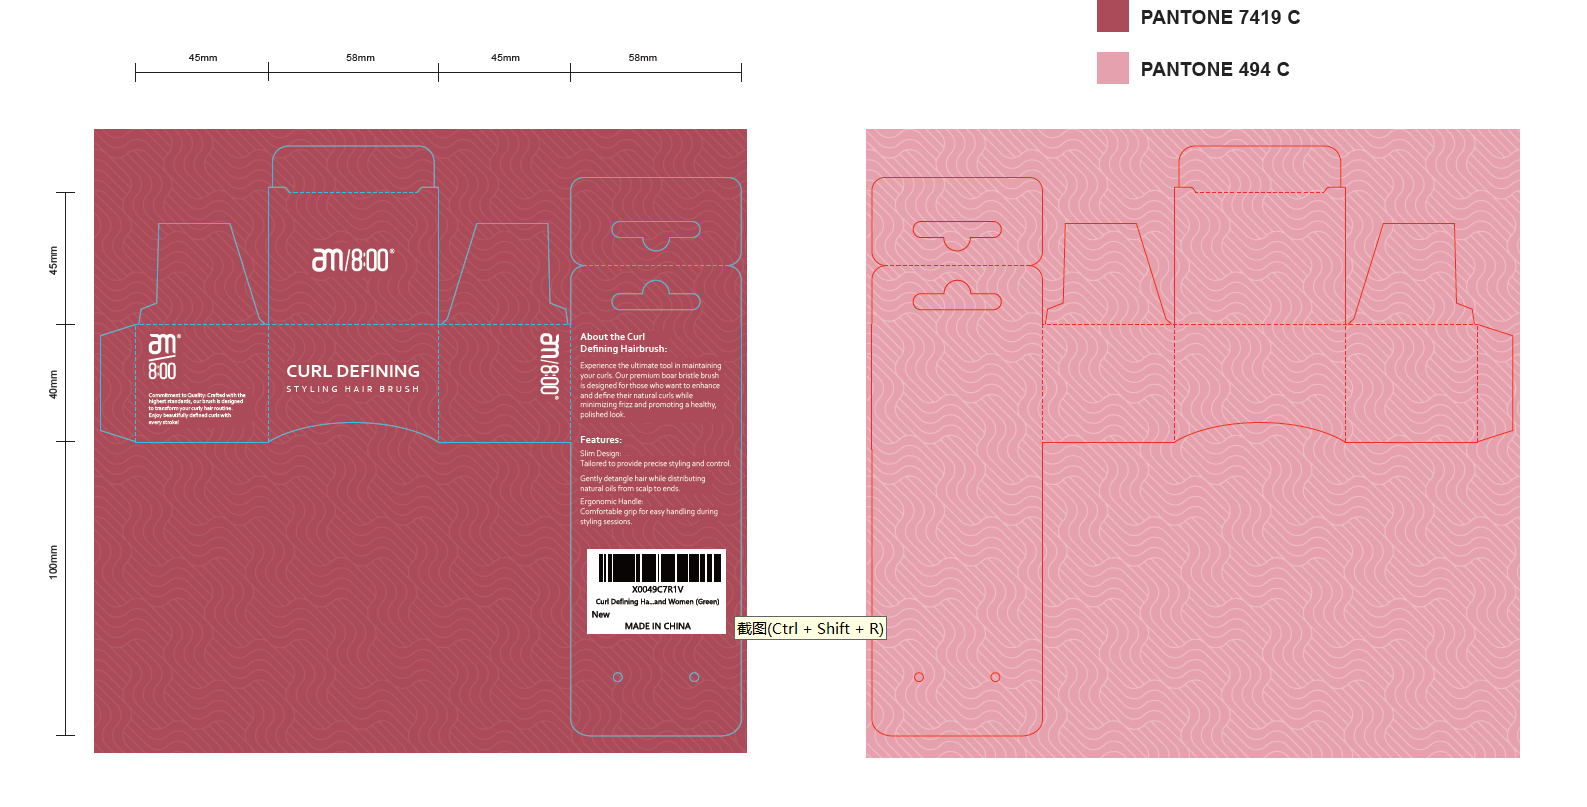 PANTONE 7419 C
PANTONE 494 C
45mm
58mm
45mm
58mm
45mm
40mm
100mm
am/8:00®
am®
8:00
Commitment to Quality: Crafted with the
highest standards, our brush is designed
to transform your curly hair routine.
Enjoy beautifully defined curls with
every stroke!
CURL DEFINING
STYLING HAIR BRUSH
am/8:00®
About the Curl
Defining Hairbrush:
Experience the ultimate tool in maintaining
your curls. Our premium boar bristle brush
is designed for those who want to enhance
and define their natural curls while
minimizing frizz and promoting a healthy,
polished look.
Features:
Slim Design:
Tailored to provide precise styling and control.
Gently detangle hair while distributing
natural oils from scalp to ends.
Ergonomic Handle:
Comfortable grip for easy handling during
styling sessions.
X0049C7R1V
Curl Defining Ha...and Women (Green)
New
MADE IN CHINA
截图(Ctrl + Shift + R)